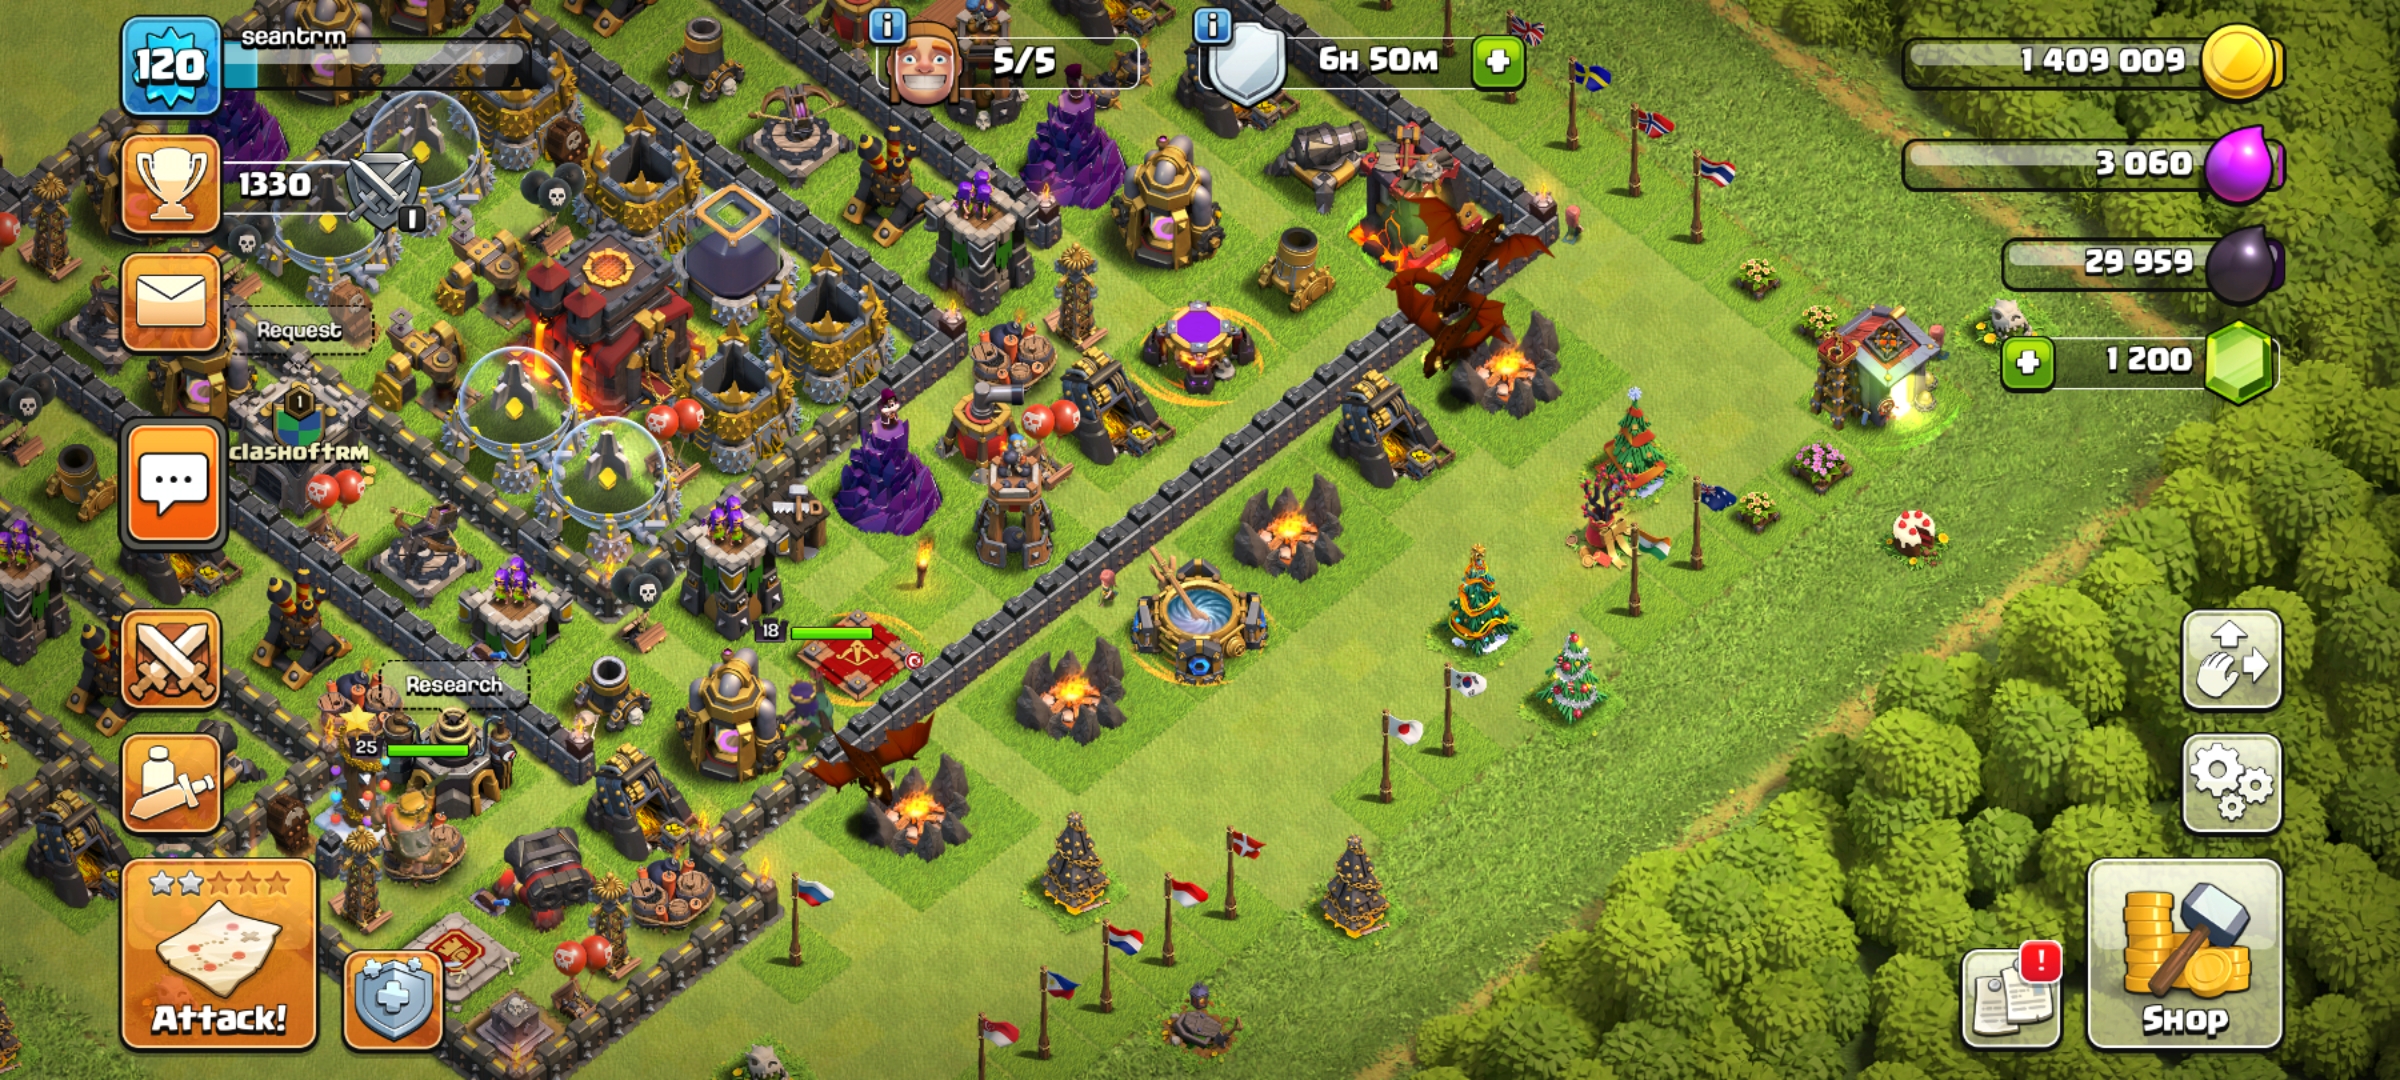 120
seantrm
5/5
6H 50M
1 409 009
1330
I
3 060
29 959
Request
1 200
1
clashoftRM
18
Research
25
!
Attack!
Shop